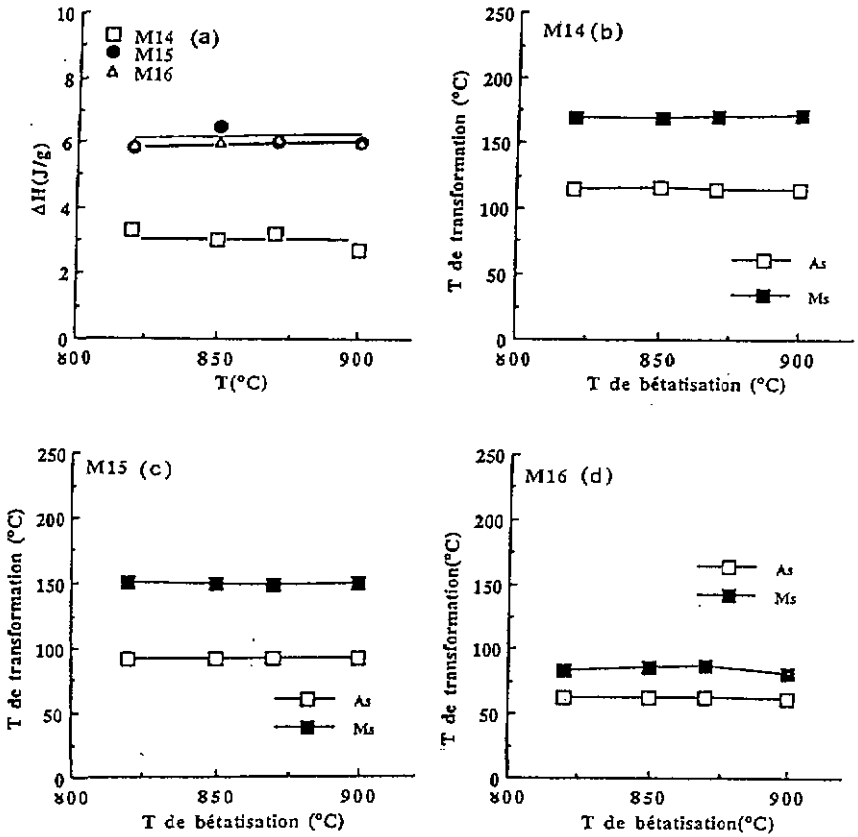 M14 (a)
M15
M16
ΔH(J/g)
10
8
6
4
2
0
800
850
900
T(°C)
M14(b)
T de transformation (°C)
250
200
150
100
50
0
As
Ms
800
850
900
T de bétatisation (°C)
M15 (c)
T de transformation (°C)
250
200
150
100
50
0
As
Ms
800
850
900
T de bétatisation (°C)
M16 (d)
T de transformation(°C)
250
200
150
100
50
0
As
Ms
800
850
900
T de bétatisation(°C)